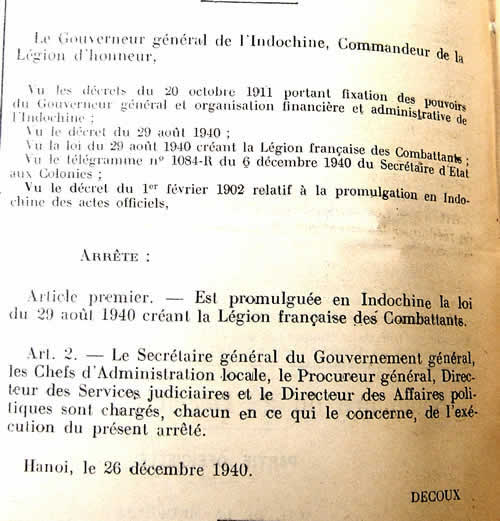 Le Gouverneur général de l'Indochine, Commandeur de la
Légion d'honneur,
Vu les décrets du 20 octobre 1911 portant fixation des pouvoirs
du Gouverneur général et organisation financière et administrative de
l'Indochine ;
Vu le décret du 29 août 1940 ;
Vu la loi du 29 août 1940 créant la Légion française des Combattants ;
Vu le télégramme nº 1084-R du 6 décembre 1940 du Secrétaire d'Etat
aux Colonies ;
Vu le décret du 1er février 1902 relatif à la promulgation en Indo-
chine des actes officiels,
ARRÊTE :
Article premier. — Est promulguée en Indochine la loi
du 29 août 1940 créant la Légion française des Combattants.
Art. 2. — Le Secrétaire général du Gouvernement général,
les Chefs d'Administration locale, le Procureur général, Direc-
teur des Services judiciaires et le Directeur des Affaires poli-
tiques sont chargés, chacun en ce qui le concerne, de l'exé-
cution du présent arrêté.
Hanoi, le 26 décembre 1940.
DECOUX